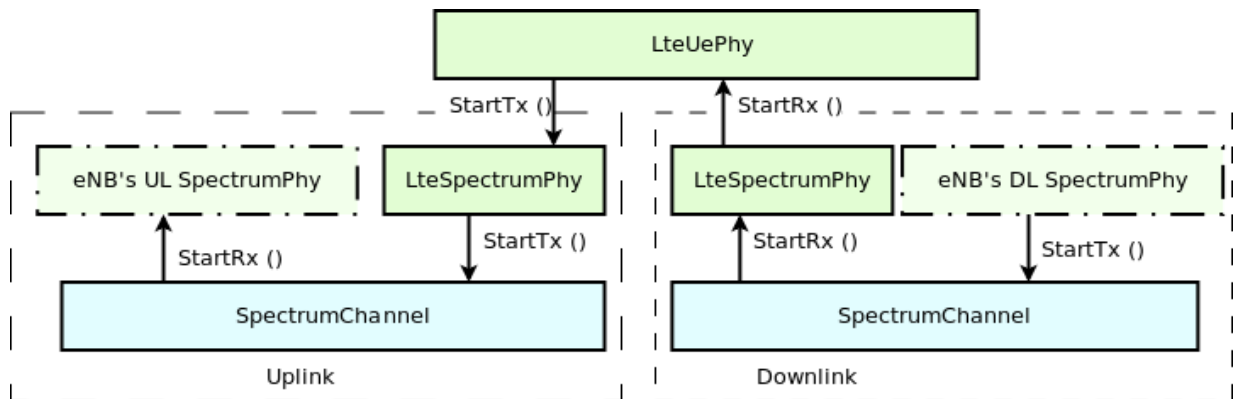 LteUePhy
StartTx ()
StartRx ()
eNB's UL SpectrumPhy
LteSpectrumPhy
LteSpectrumPhy
eNB's DL SpectrumPhy
StartRx ()
StartTx ()
StartRx ()
StartTx ()
SpectrumChannel
SpectrumChannel
Uplink
Downlink